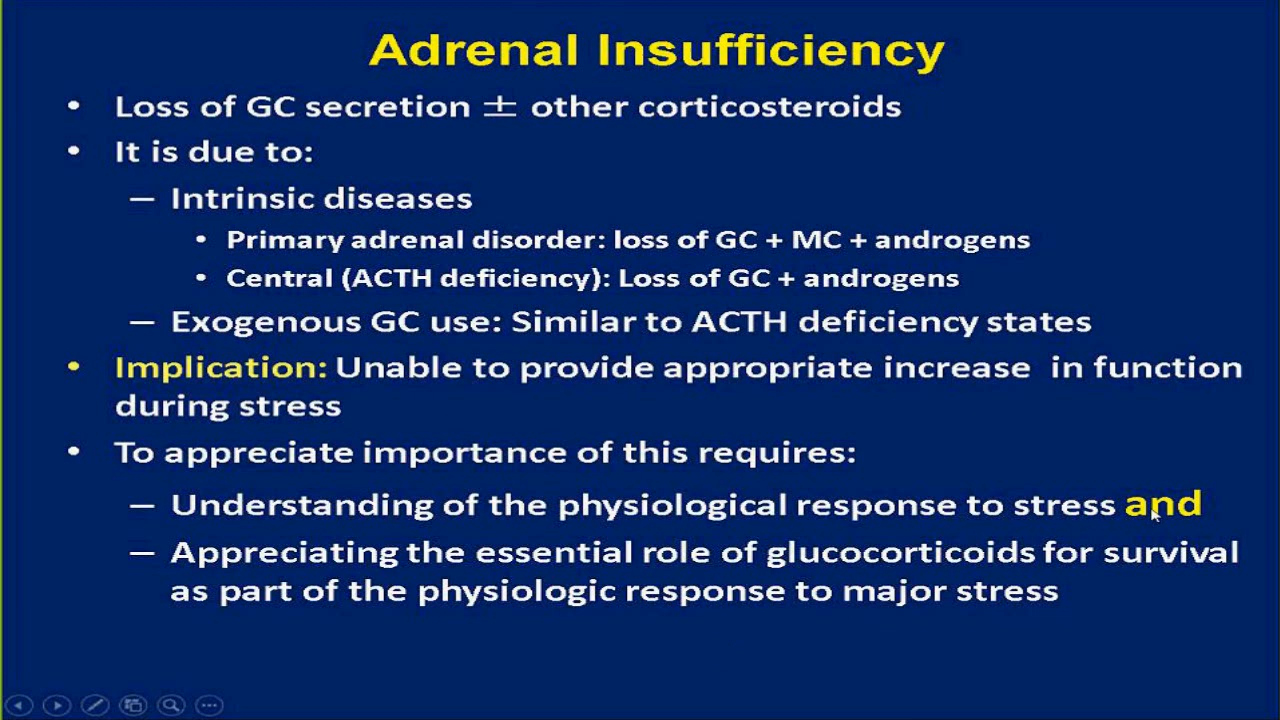 Adrenal Insufficiency
• Loss of GC secretion ± other corticosteroids
• It is due to:
– Intrinsic diseases
• Primary adrenal disorder: loss of GC + MC + androgens
• Central (ACTH deficiency): Loss of GC + androgens
– Exogenous GC use: Similar to ACTH deficiency states
• Implication: Unable to provide appropriate increase in function
during stress
• To appreciate importance of this requires:
– Understanding of the physiological response to stress and
– Appreciating the essential role of glucocorticoids for survival
as part of the physiologic response to major stress